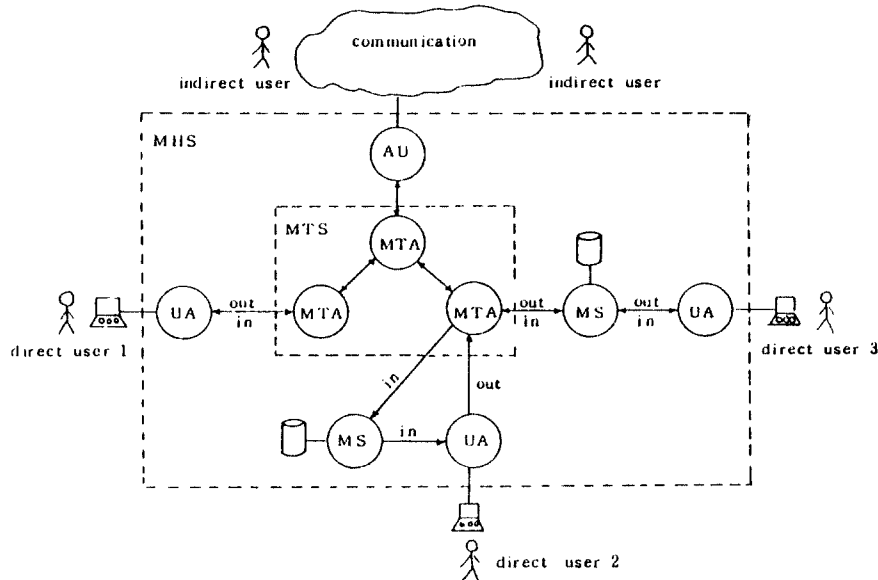 communication
indirect user
indirect user
MHS
AU
MTS
MTA
UA
out
in
MTA
MTA
out
in
MS
out
in
UA
direct user 1
direct user 3
in
out
MS
in
UA
direct user 2